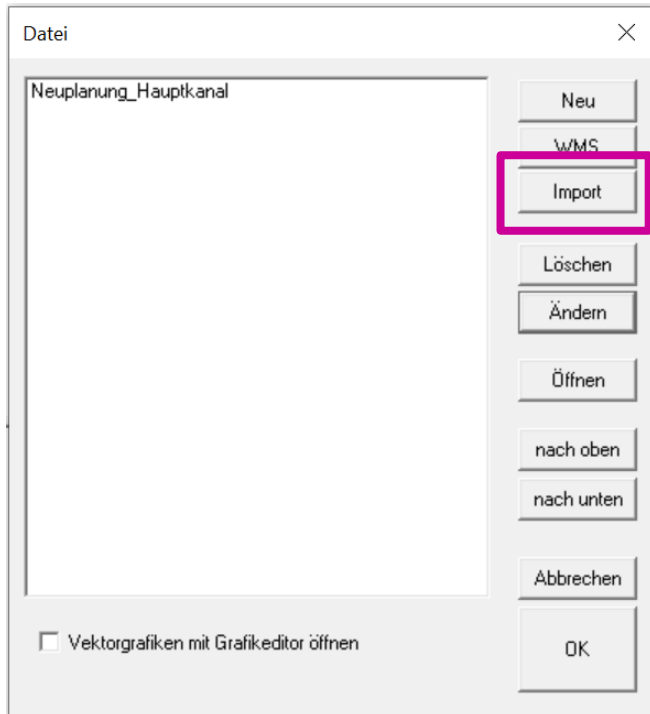 Datei
Neuplanung_Hauptkanal
Neu
WMS
Import
Löschen
Ändern
Öffnen
nach oben
nach unten
Abbrechen
Vektorgrafiken mit Grafikeditor öffnen
OK